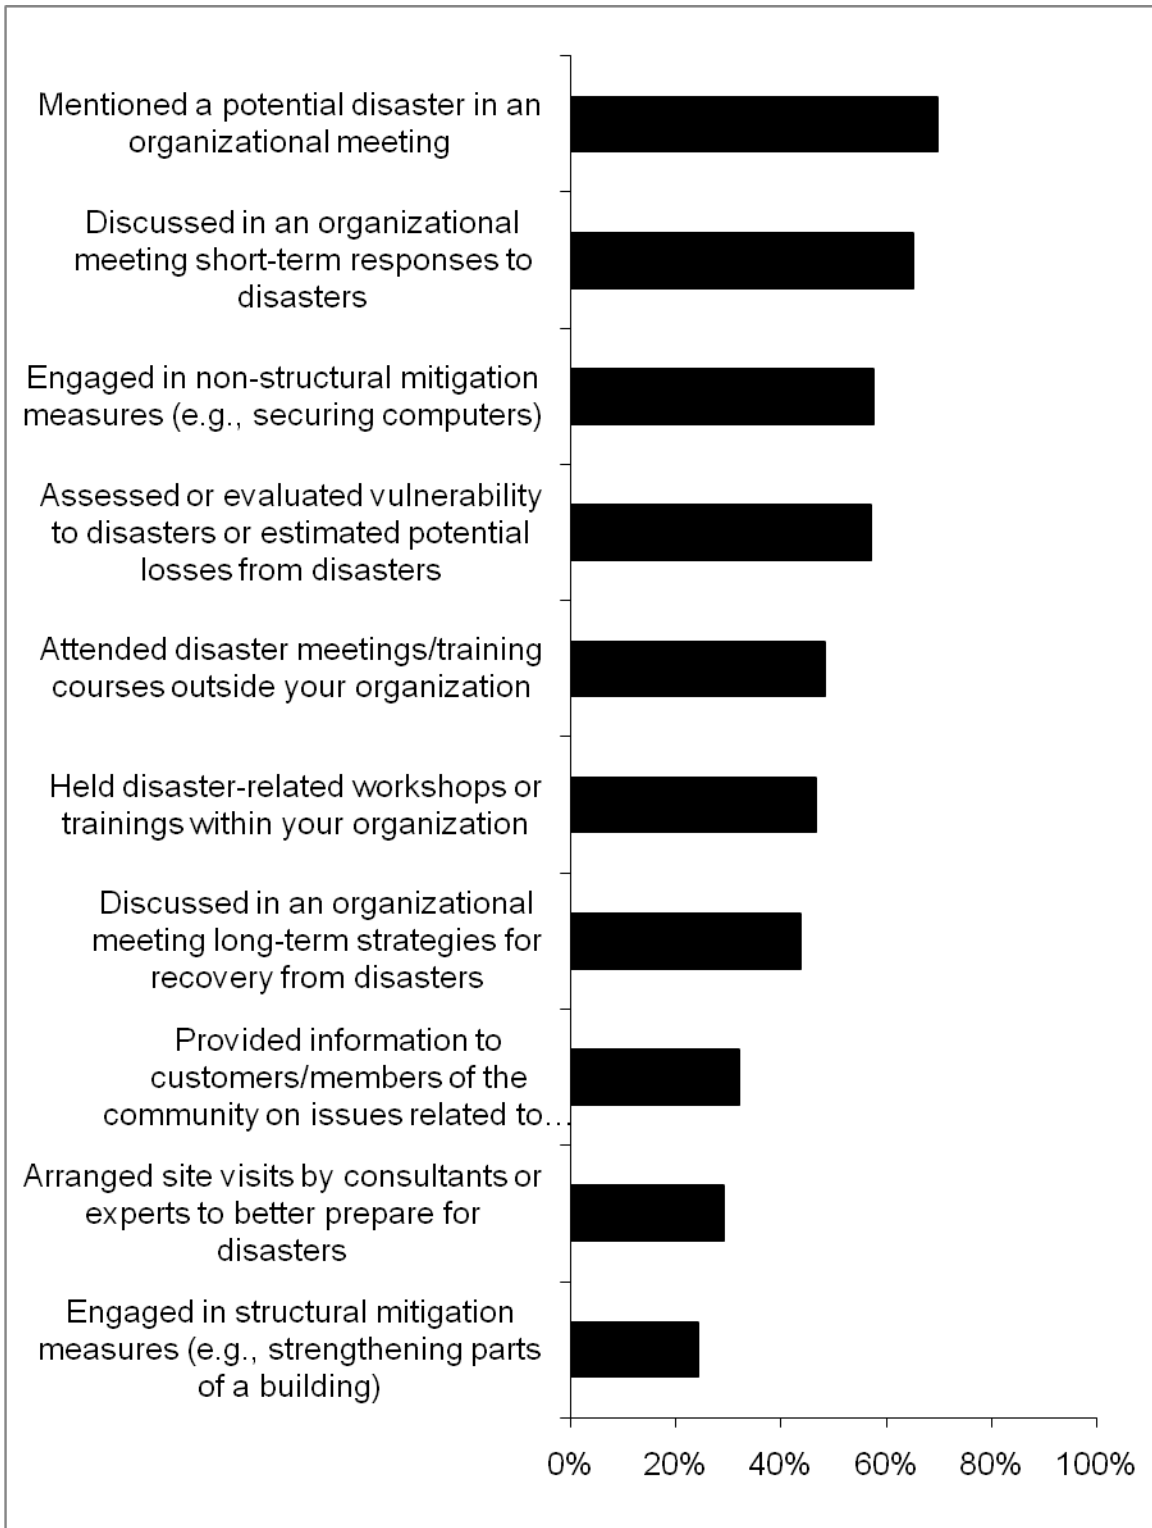 Mentioned a potential disaster in an
organizational meeting
Discussed in an organizational
meeting short-term responses to
disasters
Engaged in non-structural mitigation
measures (e.g., securing computers)
Assessed or evaluated vulnerability
to disasters or estimated potential
losses from disasters
Attended disaster meetings/training
courses outside your organization
Held disaster-related workshops or
trainings within your organization
Discussed in an organizational
meeting long-term strategies for
recovery from disasters
Provided information to
customers/members of the
community on issues related to…
Arranged site visits by consultants or
experts to better prepare for
disasters
Engaged in structural mitigation
measures (e.g., strengthening parts
of a building)
0% 20% 40% 60% 80% 100%